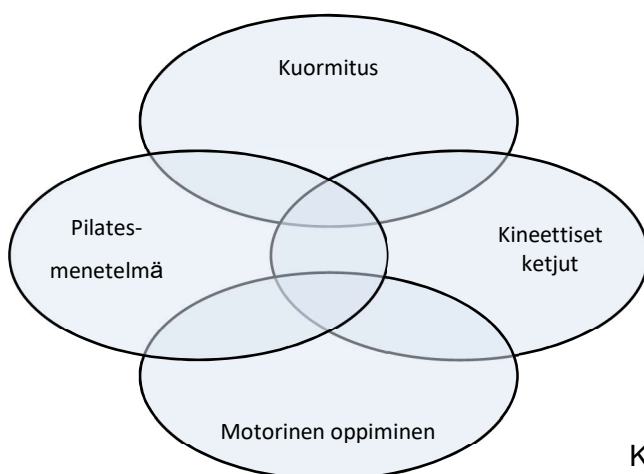 Kuormitus
Pilates-
menetelmä
Kineettiset
ketjut
Motorinen oppiminen
K